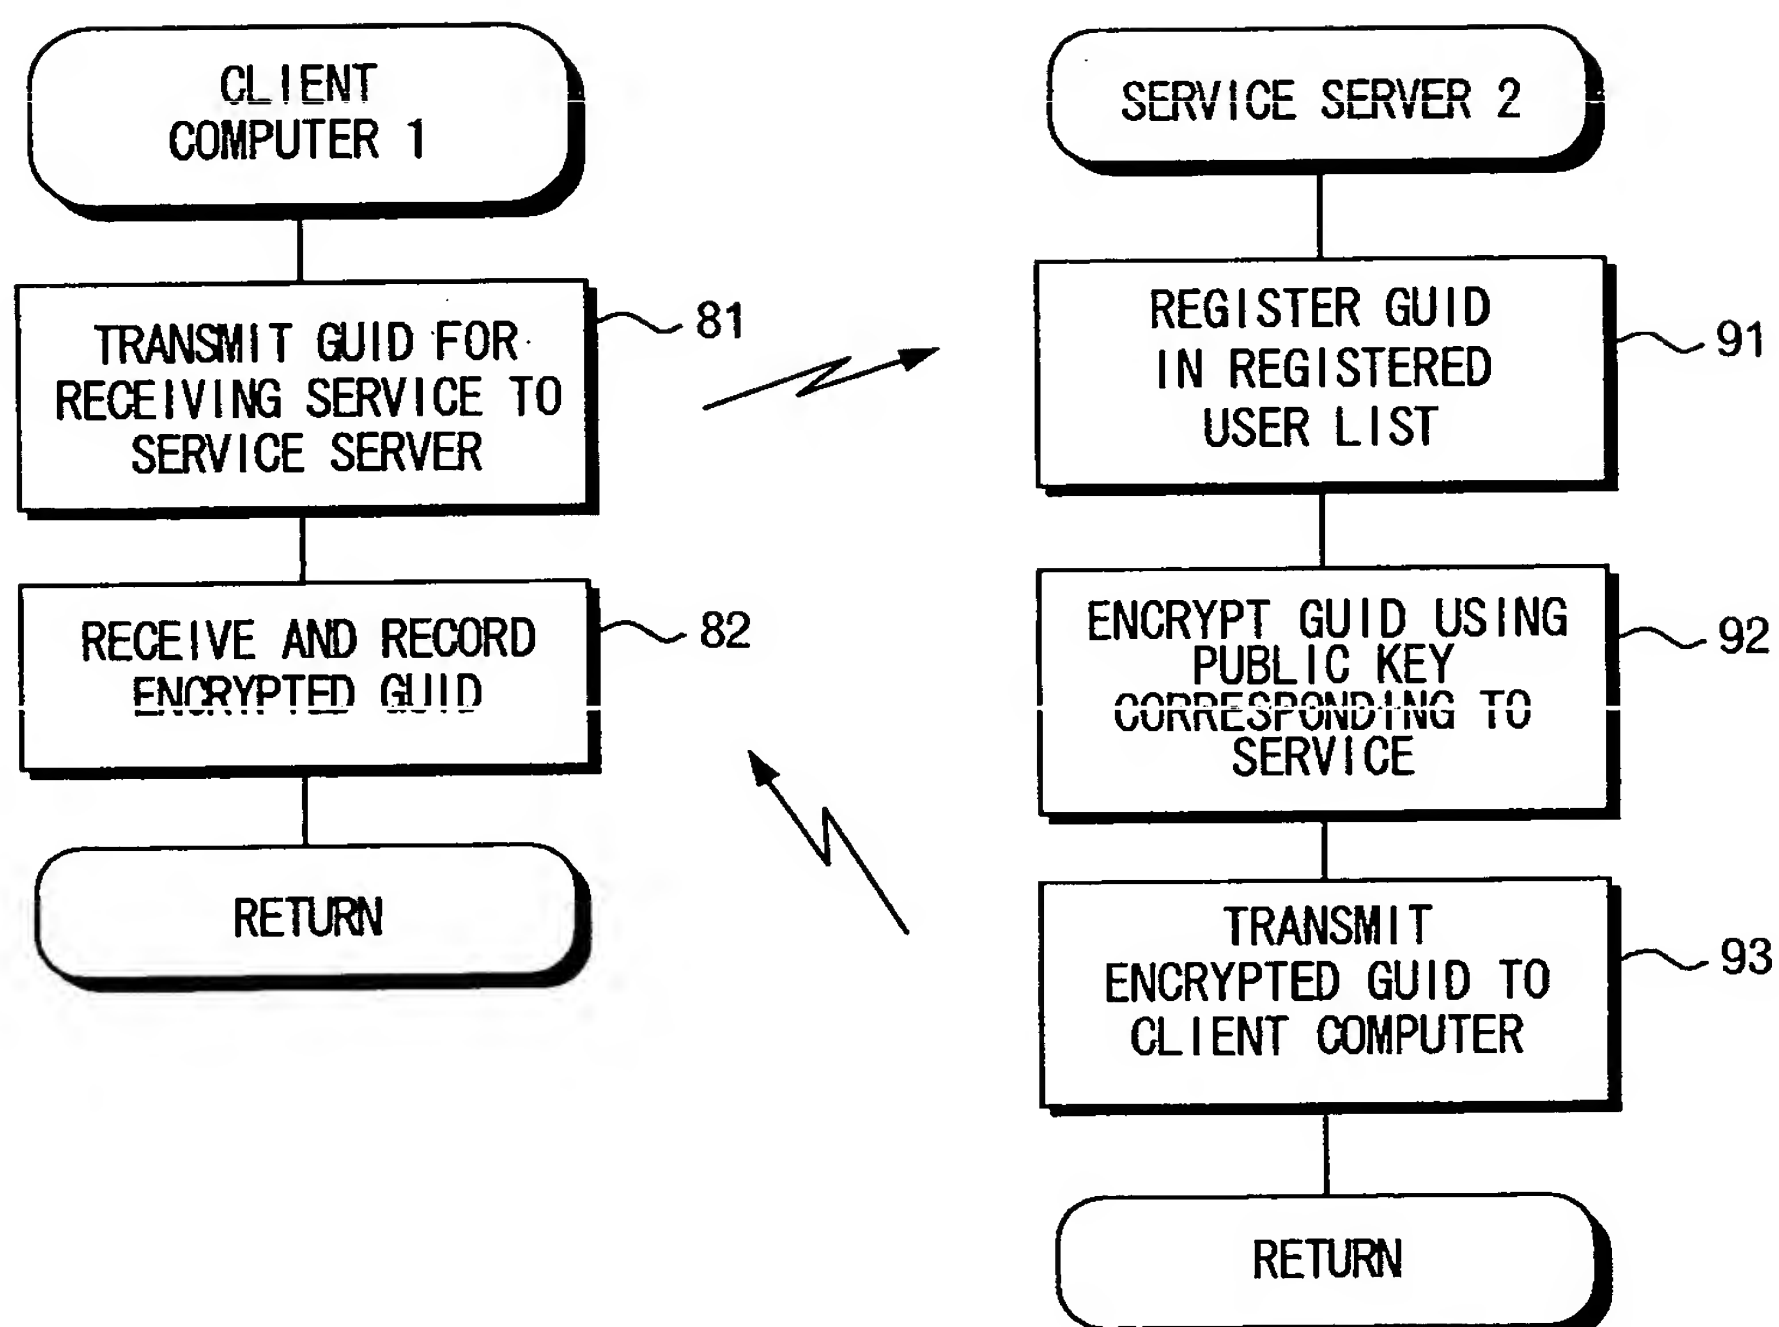 CLIENT
COMPUTER 1
TRANSMIT GUID FOR
RECEIVING SERVICE TO
SERVICE SERVER
81
RECEIVE AND RECORD
ENCRYPTED GUID
82
RETURN
SERVICE SERVER 2
REGISTER GUID
IN REGISTERED
USER LIST
91
ENCRYPT GUID USING
PUBLIC KEY
CORRESPONDING TO
SERVICE
92
TRANSMIT
ENCRYPTED GUID TO
CLIENT COMPUTER
93
RETURN